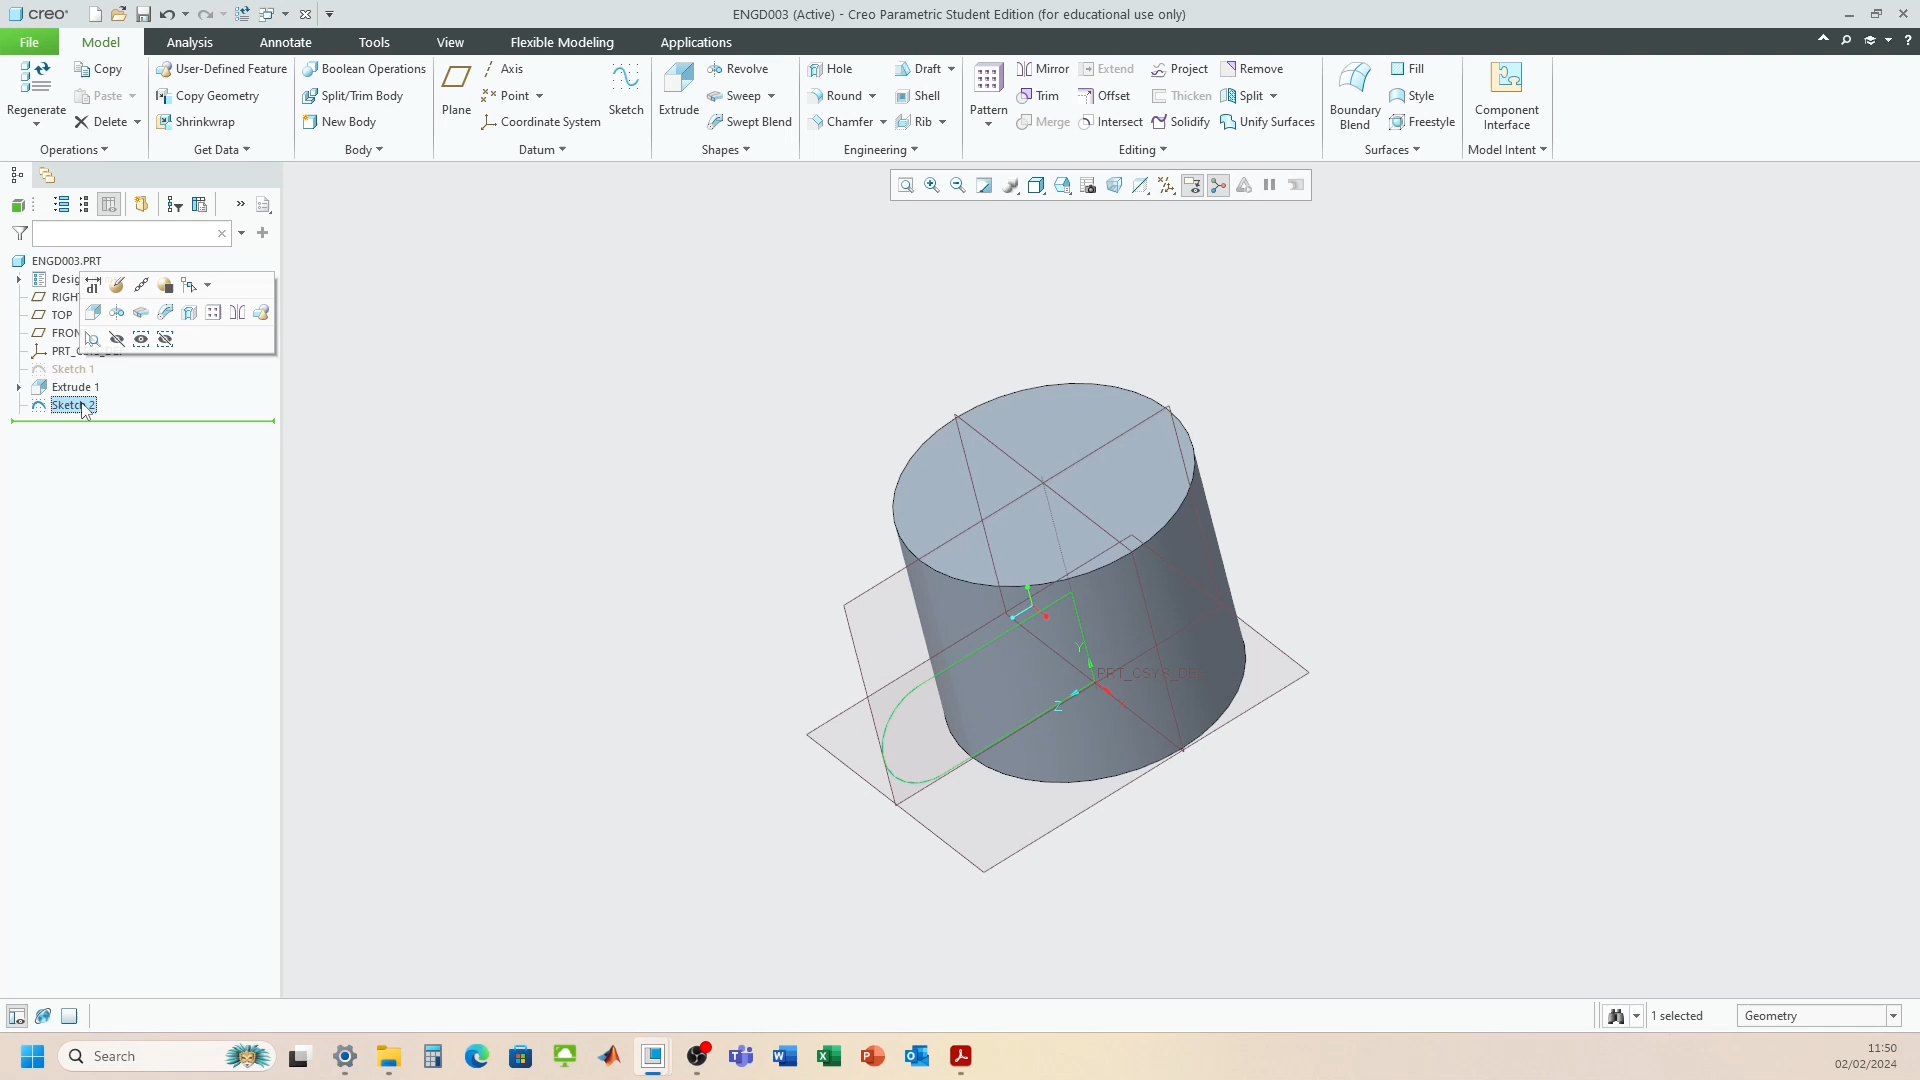 creo
ENGD003 (Active) - Creo Parametric Student Edition (for educational use only)
File Model Analysis Annotate Tools View Flexible Modeling Applications
Regenerate Copy Paste Delete
User-Defined Feature Copy Geometry Shrinkwrap
Boolean Operations Split/Trim Body New Body
Plane Axis Point Coordinate System Sketch
Extrude Revolve Sweep Swept Blend
Hole Round Chamfer Draft Shell Rib
Pattern Mirror Trim Merge Extend Offset Intersect Project Thicken Solidify Remove Split Unify Surfaces
Boundary Blend Fill Style Freestyle
Component Interface
Operations Get Data Body Datum Shapes Engineering Editing Surfaces Model Intent
ENGD003.PRT
Desig
RIGHT
TOP
FRON
PRT_
Sketch 1
Extrude 1
Sketch 2
Y
PRT_CSYS_DEF
Z
1 selected
Geometry
Search
11:50
02/02/2024